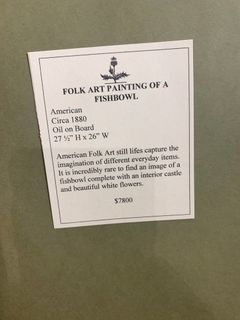 FOLK ART PAINTING OF A
FISHBOWL
American
Circa 1880
Oil on Board
27 ½" H x 26" W
American Folk Art still lifes capture the
imagination of different everyday items.
It is incredibly rare to find an image of a
fishbowl complete with an interior castle
and beautiful white flowers.
$7800